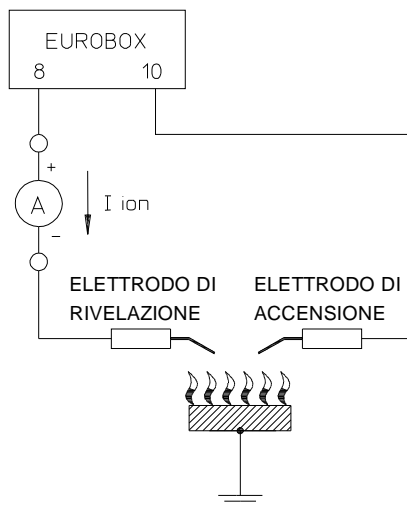 EUROBOX
8 10
+
A I ion
–
ELETTRODO DI ELETTRODO DI
RIVELAZIONE ACCENSIONE